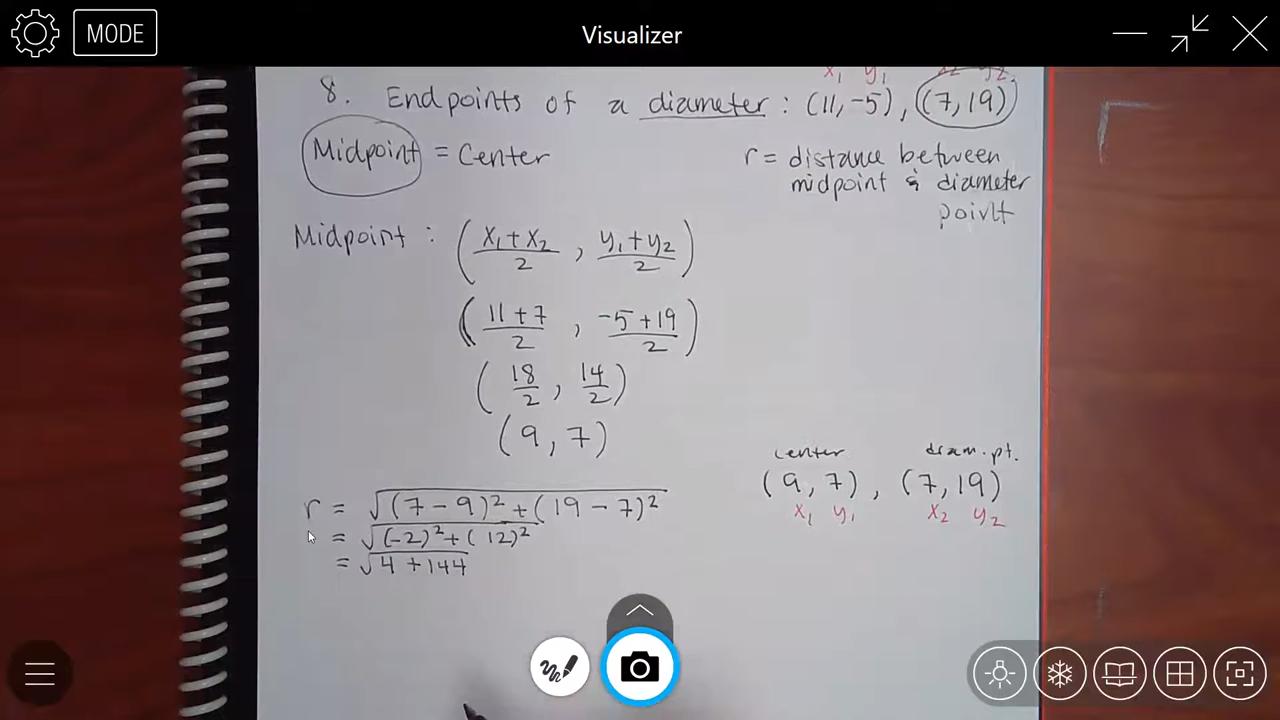 MODE
Visualizer
x₁ y₁ x₂ y₂
8. Endpoints of a diameter : (11, -5), (7, 19)
Midpoint = Center
r = distance between
midpoint & diameter
point
Midpoint : ( (x₁ + x₂)/2 , (y₁ + y₂)/2 )
( (11 + 7)/2 , (-5 + 19)/2 )
( 18/2 , 14/2 )
( 9 , 7 )
center diam. pt.
(9, 7) , (7, 19)
x₁ y₁ x₂ y₂
r = √((7 - 9)² + (19 - 7)²)
= √((-2)² + (12)²)
= √(4 + 144)